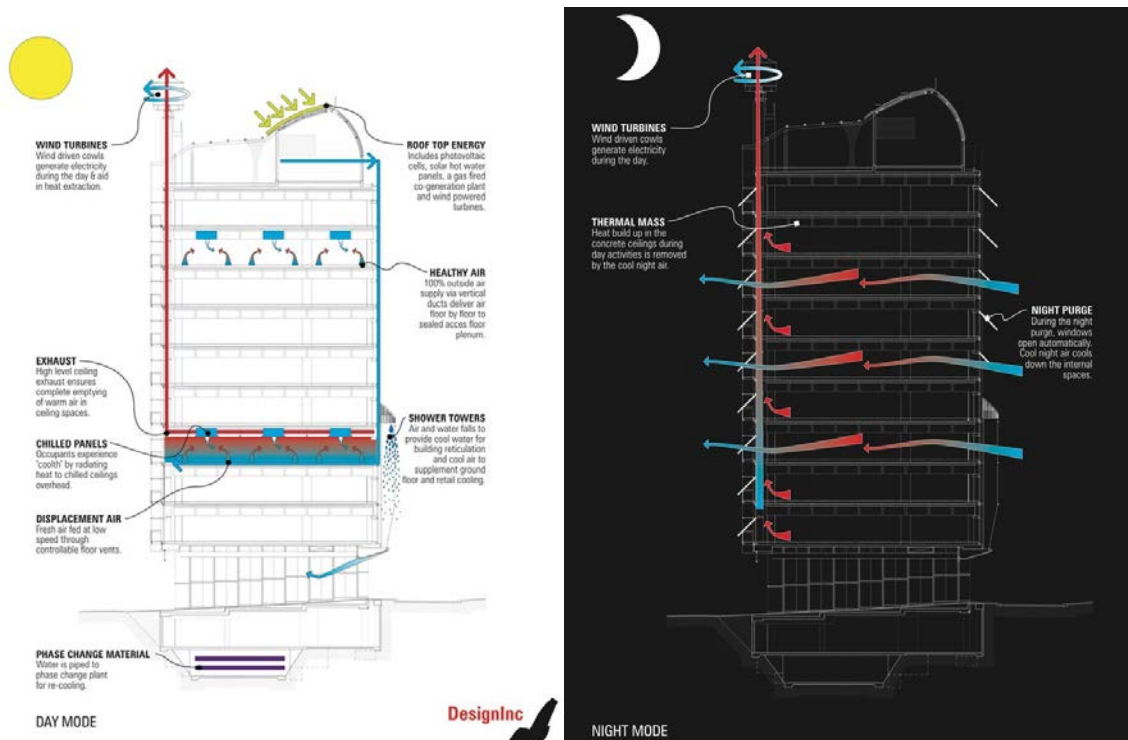 WIND TURBINES
Wind driven cowls
generate electricity
during the day & aid
in heat extraction.
ROOF TOP ENERGY
Includes photovoltaic
cells, solar hot water
panels, a gas fired
co-generation plant
and wind powered
turbines.
HEALTHY AIR
100% outside air
supply via vertical
ducts deliver air
floor by floor to
sealed acces floor
plenum.
EXHAUST
High level ceiling
exhaust ensures
complete emptying
of warm air in
ceiling spaces.
CHILLED PANELS
Occupants experience
'coolth' by radiating
heat to chilled ceilings
overhead.
SHOWER TOWERS
Air and water falls to
provide cool water for
building reticulation
and cool air to
supplement ground
floor and retail cooling.
DISPLACEMENT AIR
Fresh air fed at low
speed through
controllable floor vents.
PHASE CHANGE MATERIAL
Water is piped to
phase change plant
for re-cooling.
DAY MODE
DesignInc
WIND TURBINES
Wind driven cowls
generate electricity
during the day.
THERMAL MASS
Heat build up in the
concrete ceilings during
day activities is removed
by the cool night air.
NIGHT PURGE
During the night
purge, windows
open automatically.
Cool night air cools
down the internal
spaces.
NIGHT MODE